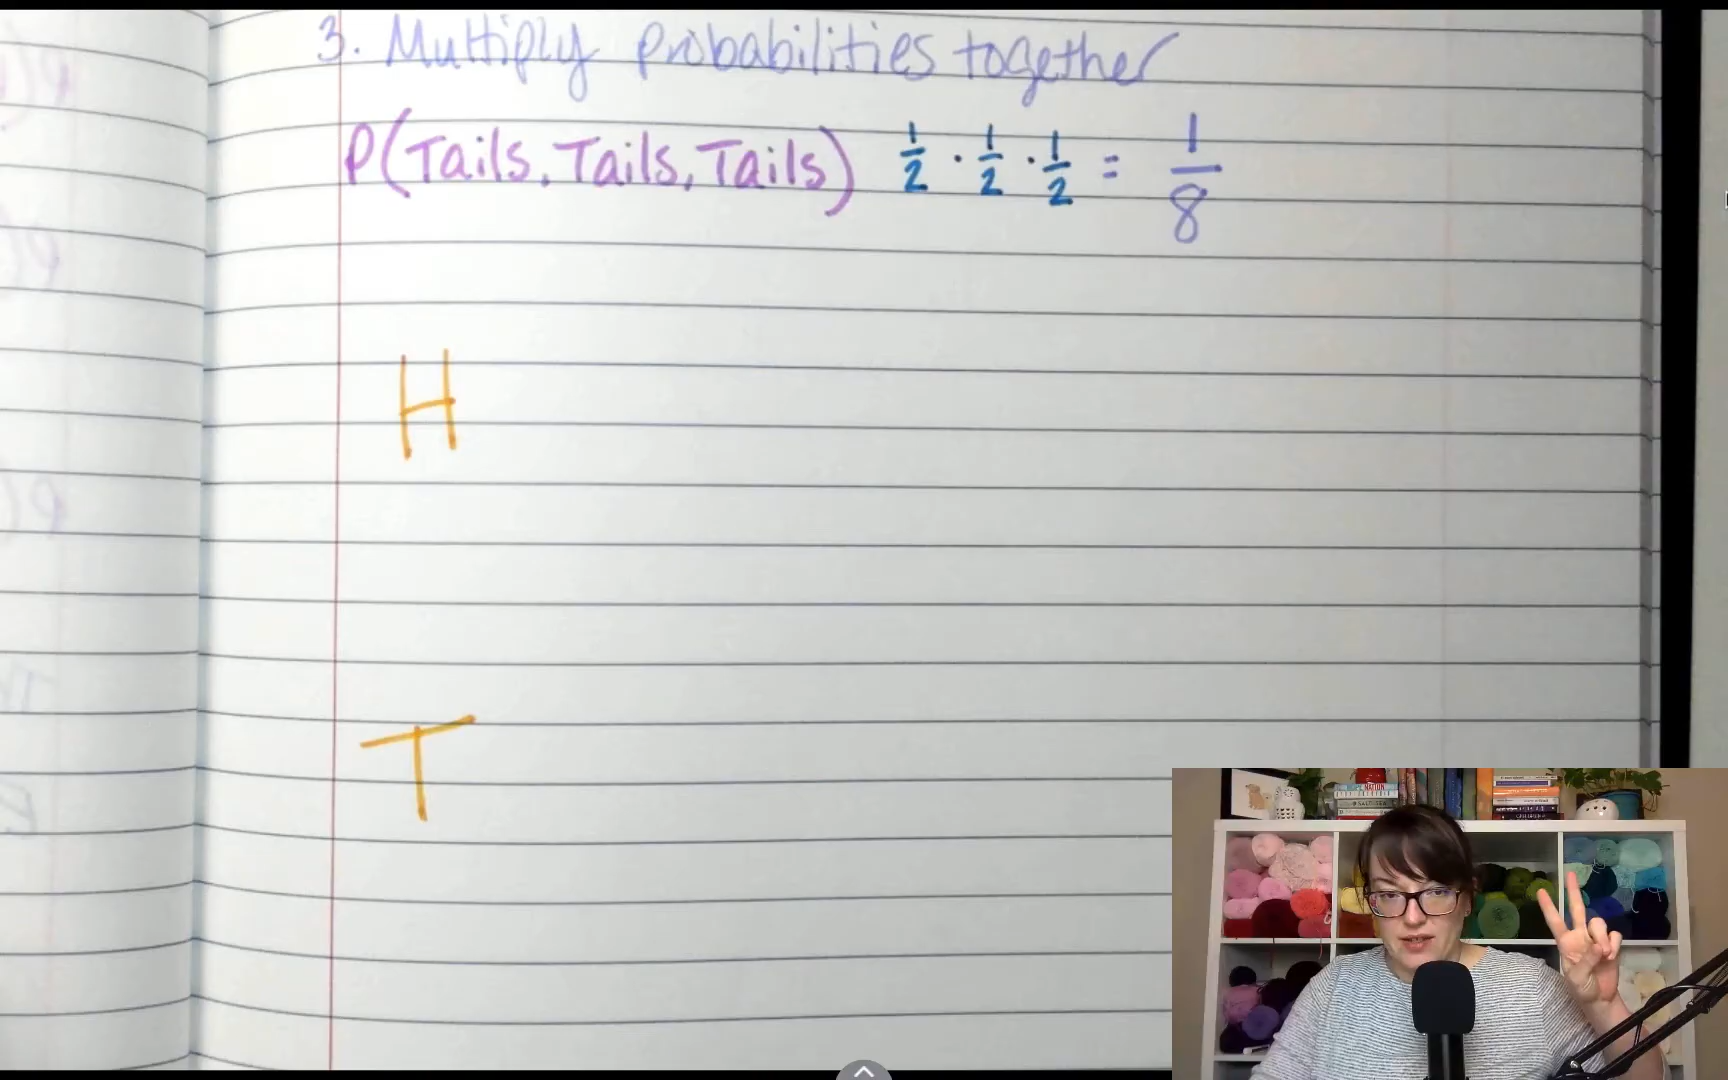 3. Multiply probabilities together
P(Tails, Tails, Tails) 1/2 · 1/2 · 1/2 = 1/8
H
T